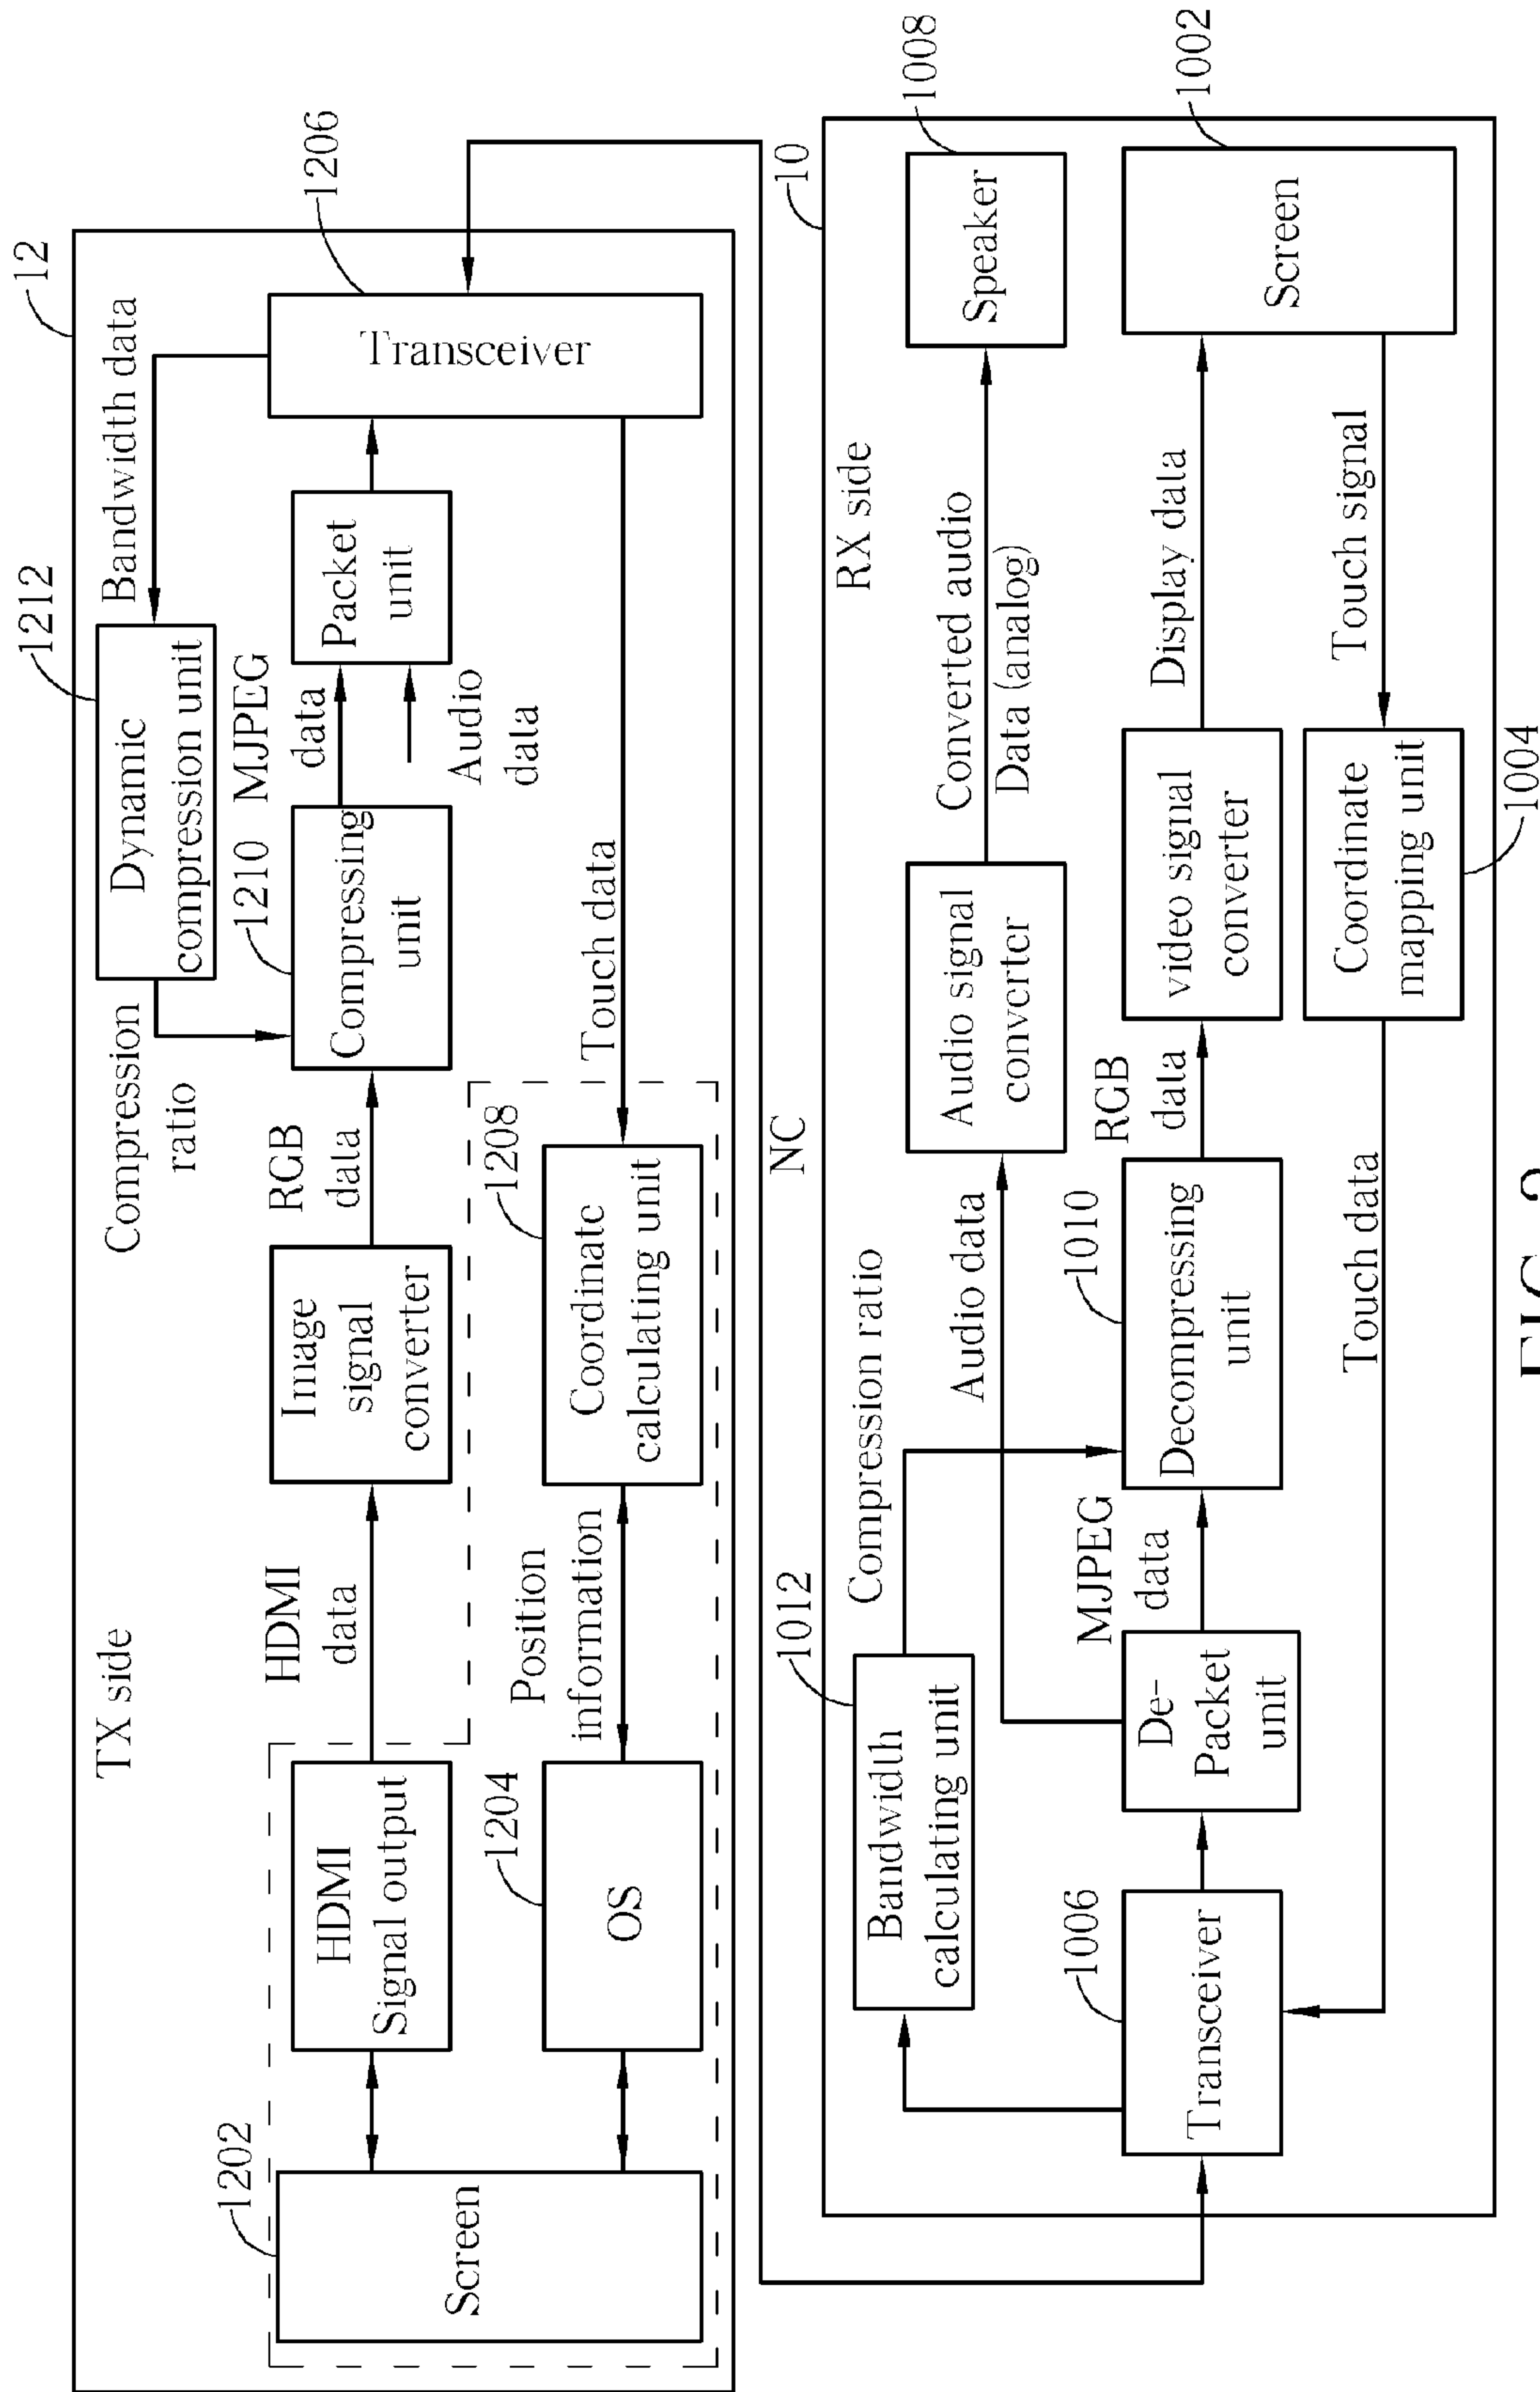 TX side
12
1202
Screen
HDMI
Signal output
1204
OS
HDMI
data
Position
information
Image
signal
converter
RGB
data
1208
Coordinate
calculating unit
Compression
ratio
1212
Dynamic
compression unit
Bandwidth data
1210
Compressing
unit
MJPEG
data
Audio
data
Packet
unit
Touch data
1206
Transceiver
NC
10
RX side
1006
Transceiver
1012
Bandwidth
calculating unit
Compression ratio
De-
Packet
unit
MJPEG
data
Audio data
1010
Decompressing
unit
RGB
data
Audio signal
converter
Converted audio
Data (analog)
1008
Speaker
video signal
converter
Display data
1002
Screen
Touch signal
Coordinate
mapping unit
1004
Touch data